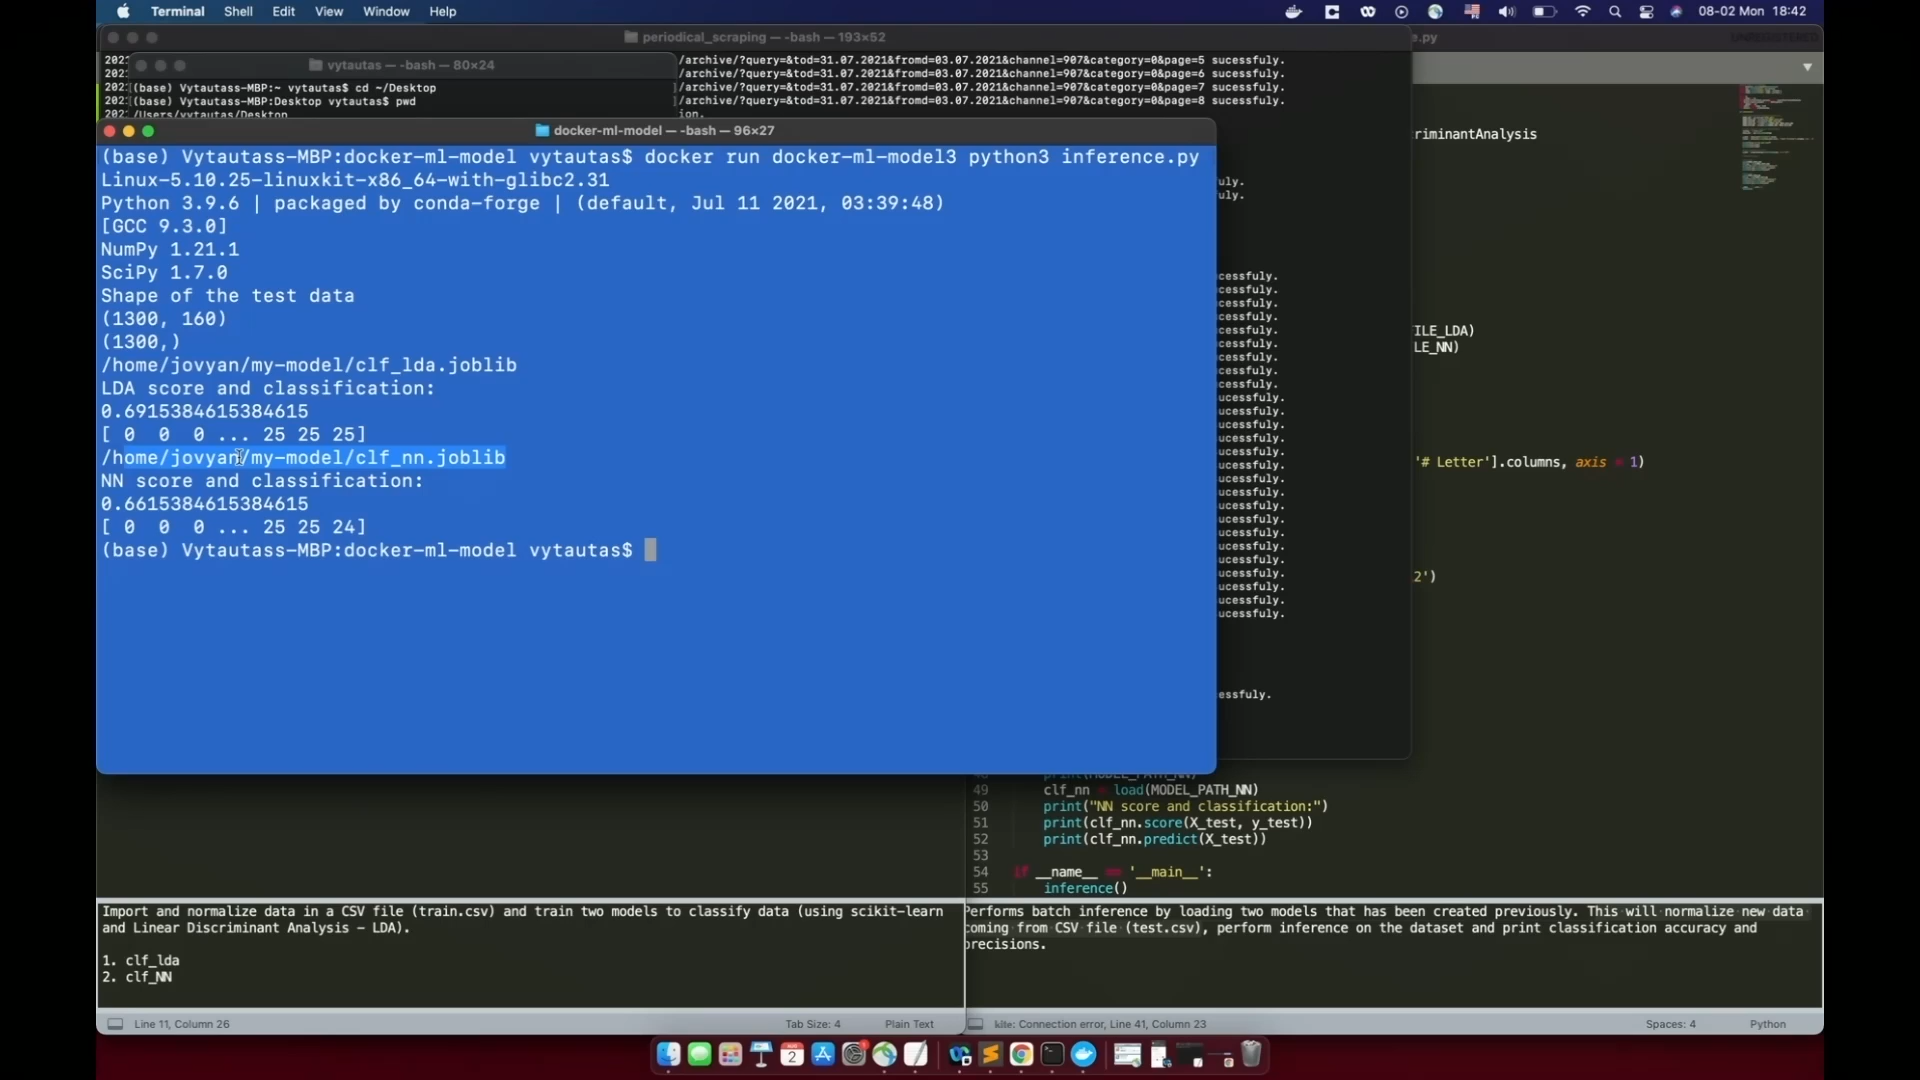 Terminal Shell Edit View Window Help 08-02 Mon 18:42
periodical_scraping — -bash — 193×52
e.py
vytautas — -bash — 80×24
/archive/?query=&tod=31.07.2021&fromd=03.07.2021&channel=907&category=0&page=5 sucessfuly.
/archive/?query=&tod=31.07.2021&fromd=03.07.2021&channel=907&category=0&page=6 sucessfuly.
(base) Vytautass-MBP:~ vytautas$ cd ~/Desktop
/archive/?query=&tod=31.07.2021&fromd=03.07.2021&channel=907&category=0&page=7 sucessfuly.
(base) Vytautass-MBP:Desktop vytautas$ pwd
/archive/?query=&tod=31.07.2021&fromd=03.07.2021&channel=907&category=0&page=8 sucessfuly.
/Users/vytautas/Desktop
ion.
docker-ml-model — -bash — 96×27
(base) Vytautass-MBP:docker-ml-model vytautas$ docker run docker-ml-model3 python3 inference.py
Linux-5.10.25-linuxkit-x86_64-with-glibc2.31
Python 3.9.6 | packaged by conda-forge | (default, Jul 11 2021, 03:39:48)
[GCC 9.3.0]
NumPy 1.21.1
SciPy 1.7.0
Shape of the test data
(1300, 160)
(1300,)
/home/jovyan/my-model/clf_lda.joblib
LDA score and classification:
0.6915384615384615
[ 0 0 0 ... 25 25 25]
/home/jovyan/my-model/clf_nn.joblib
NN score and classification:
0.6615384615384615
[ 0 0 0 ... 25 25 24]
(base) Vytautass-MBP:docker-ml-model vytautas$
riminantAnalysis
ILE_LDA)
LE_NN)
'# Letter'].columns, axis = 1)
2')
49 clf_nn = load(MODEL_PATH_NN)
50 print("NN score and classification:")
51 print(clf_nn.score(X_test, y_test))
52 print(clf_nn.predict(X_test))
53
54 if __name__ == '__main__':
55 inference()
Import and normalize data in a CSV file (train.csv) and train two models to classify data (using scikit-learn
and Linear Discriminant Analysis - LDA).
1. clf_lda
2. clf_NN
Performs batch inference by loading two models that has been created previously. This will normalize new data
coming from CSV file (test.csv), perform inference on the dataset and print classification accuracy and
precisions.
Line 11, Column 26 Tab Size: 4 Plain Text
kite: Connection error, Line 41, Column 23 Spaces: 4 Python